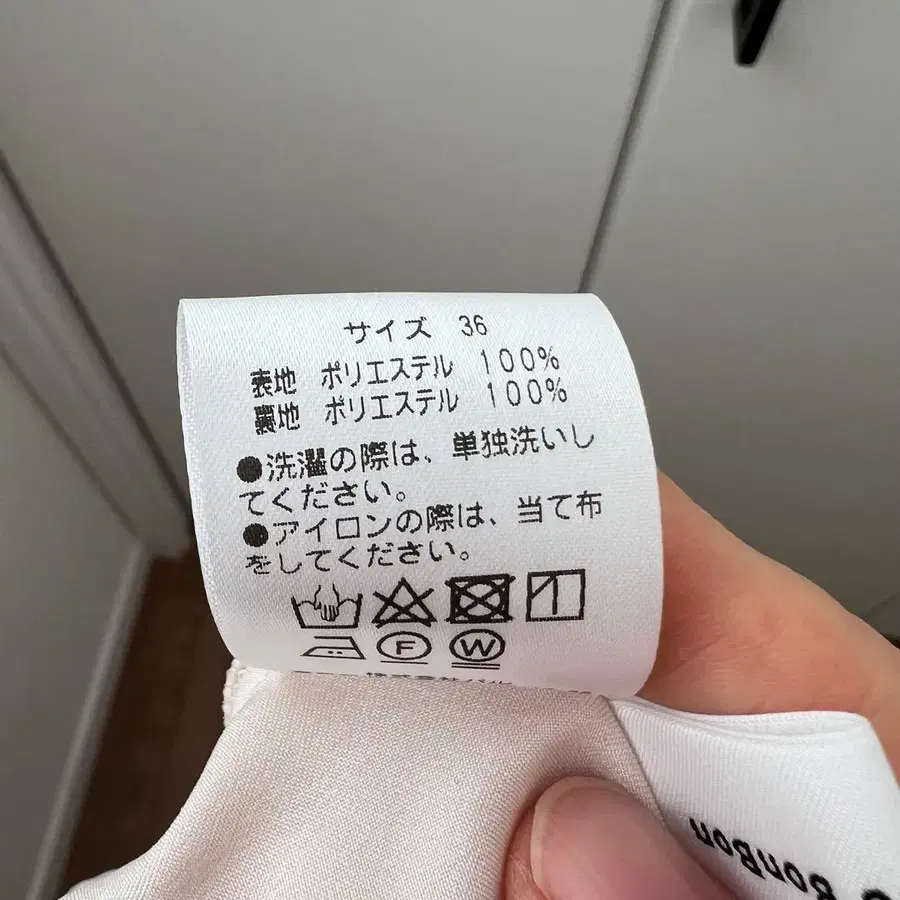 サイズ 36
表地 ポリエステル 100%
裏地 ポリエステル 100%
●洗濯の際は、単独洗いし
てください。
●アイロンの際は、当て布
をしてください。
F W
BonBon